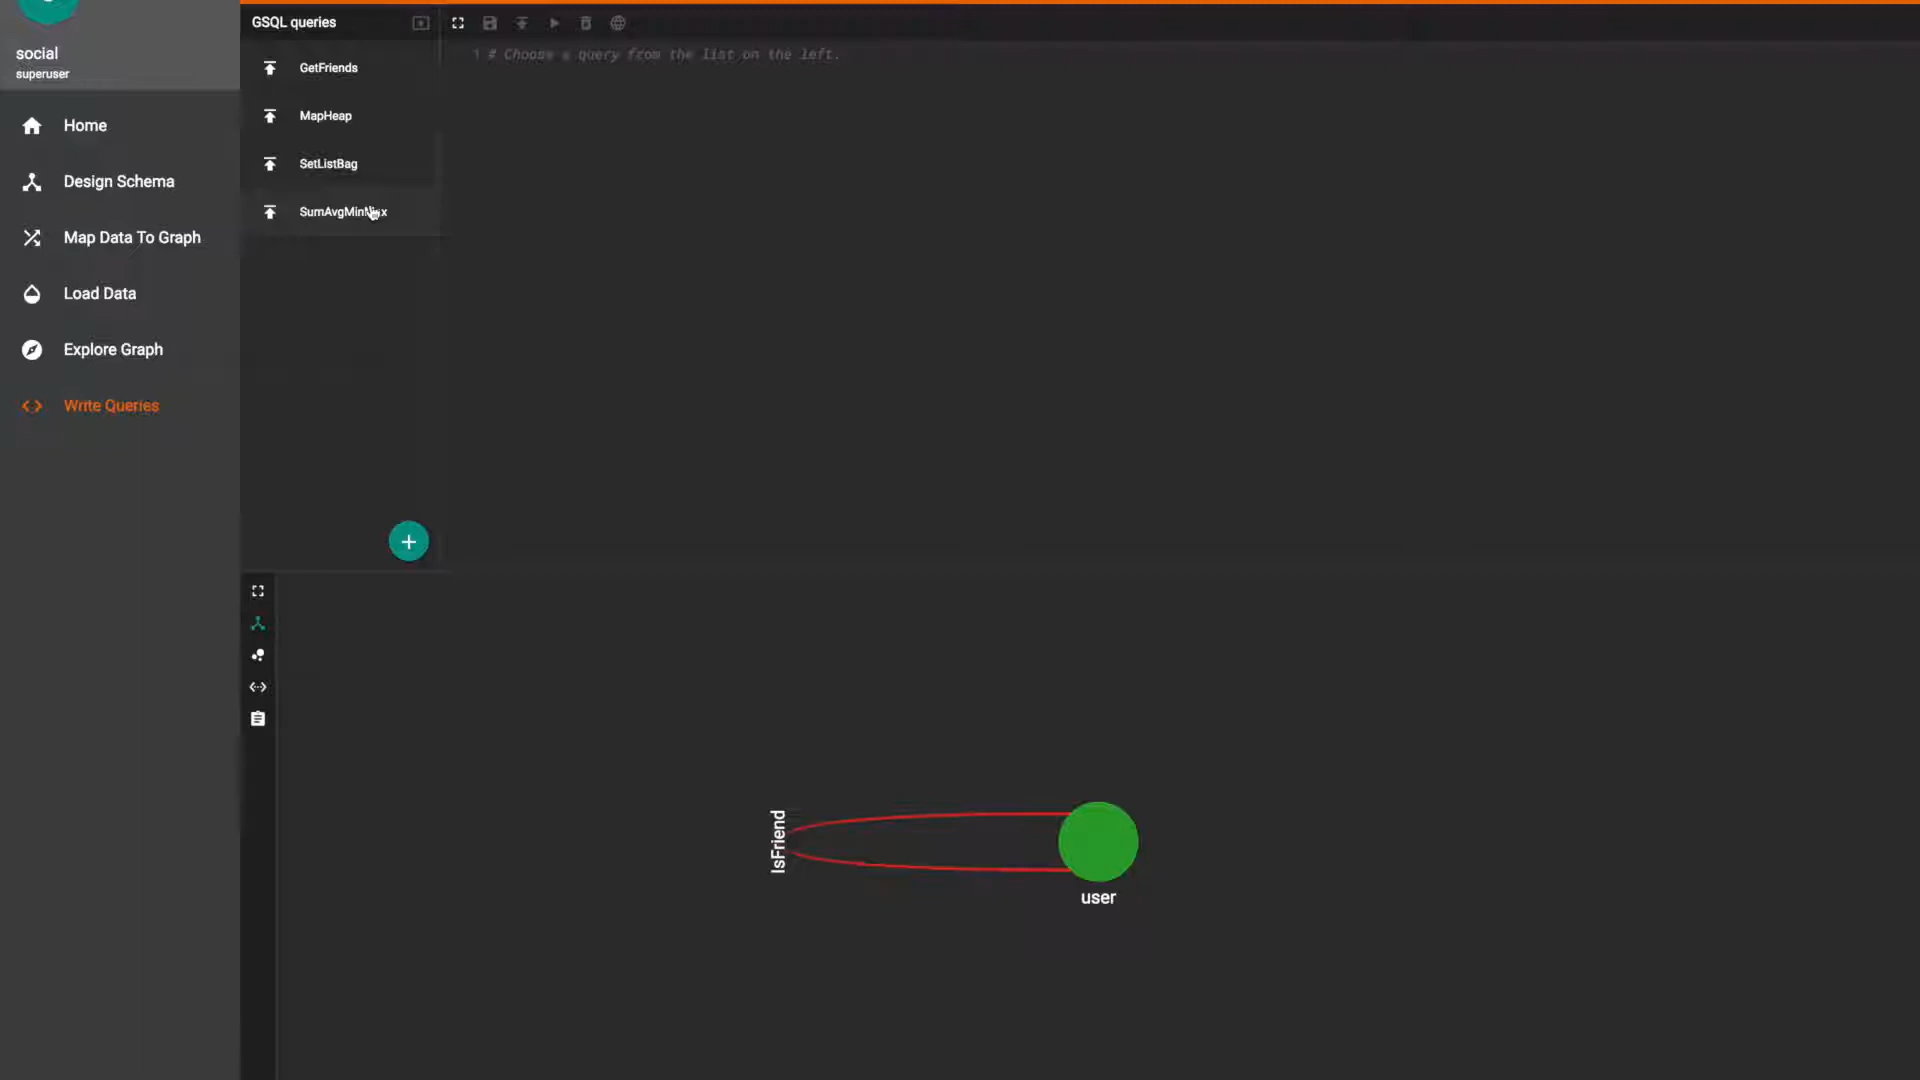 social
superuser
Home
Design Schema
Map Data To Graph
Load Data
Explore Graph
Write Queries
GSQL queries
GetFriends
MapHeap
SetListBag
SumAvgMinMax
1 # Choose a query from the list on the left.
IsFriend
user